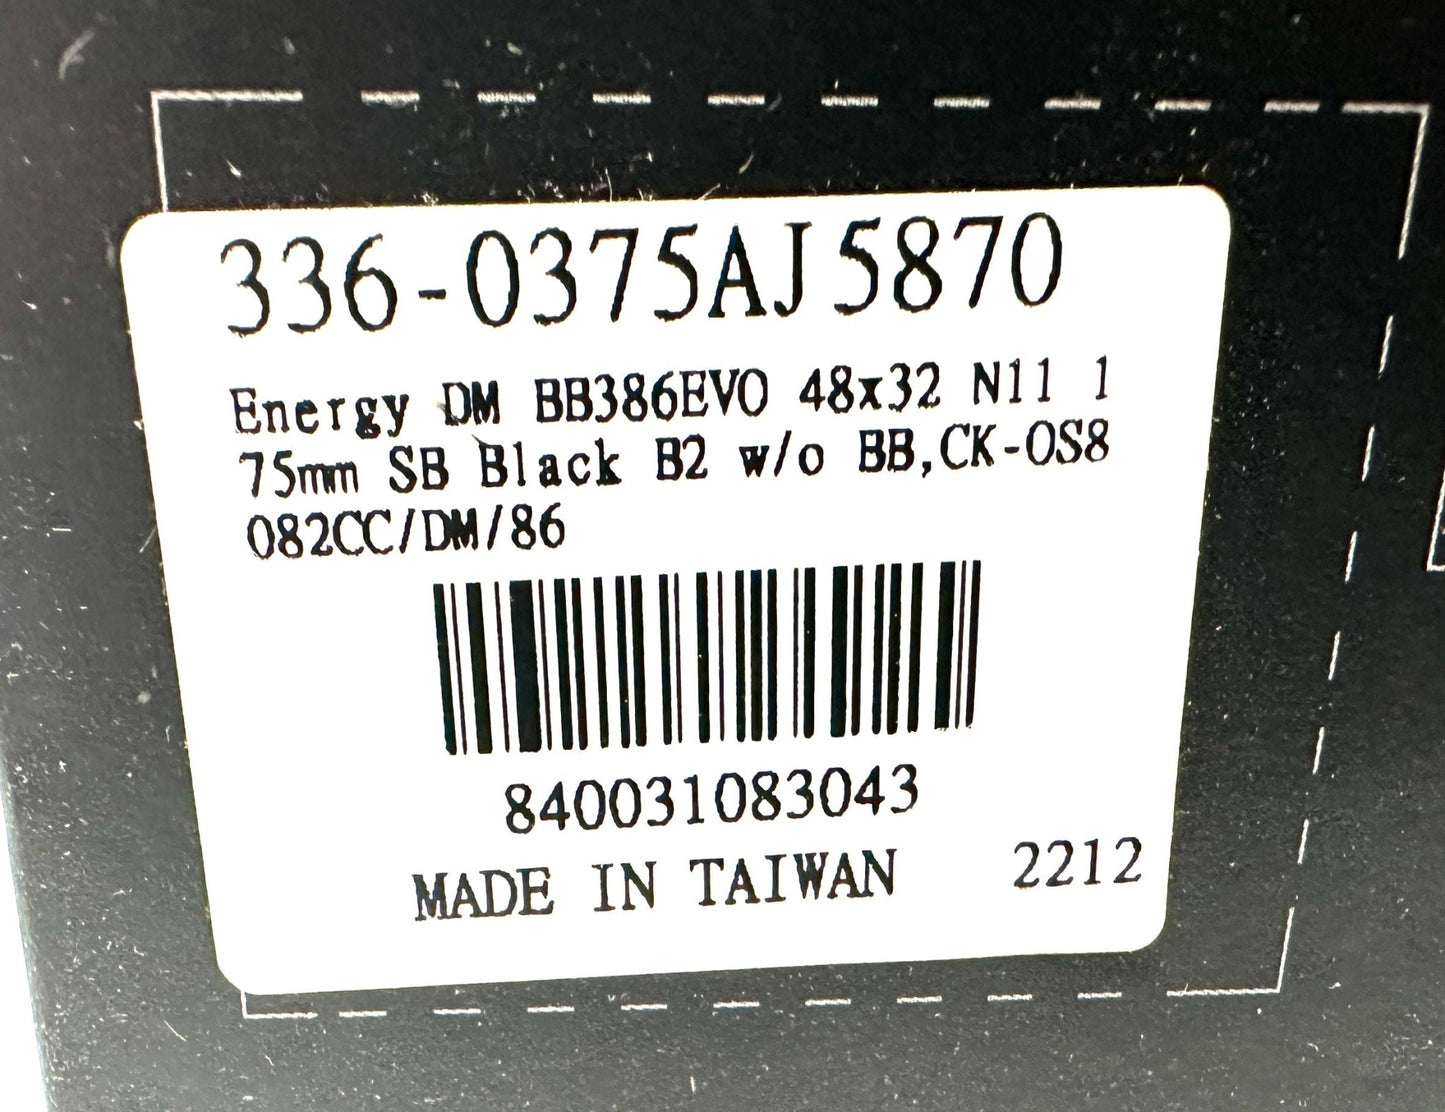 336-0375AJ5870
Energy DM BB386EVO 48x32 N11 1
75mm SB Black B2 w/o BB,CK-OS8
082CC/DM/86
840031083043
MADE IN TAIWAN 2212